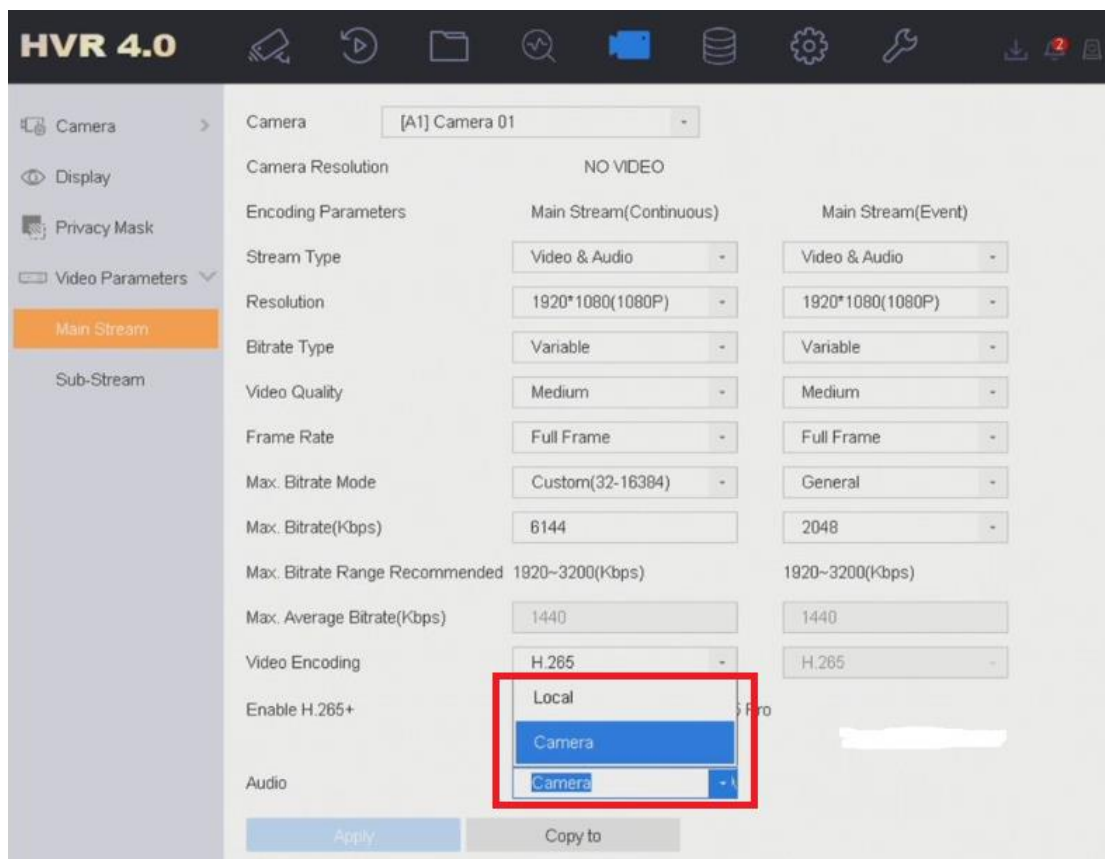 HVR 4.0
2
Camera >
Display
Privacy Mask
Video Parameters
Main Stream
Sub-Stream
Camera [A1] Camera 01
Camera Resolution NO VIDEO
Encoding Parameters Main Stream(Continuous) Main Stream(Event)
Stream Type Video & Audio Video & Audio
Resolution 1920*1080(1080P) 1920*1080(1080P)
Bitrate Type Variable Variable
Video Quality Medium Medium
Frame Rate Full Frame Full Frame
Max. Bitrate Mode Custom(32-16384) General
Max. Bitrate(Kbps) 6144 2048
Max. Bitrate Range Recommended 1920~3200(Kbps) 1920~3200(Kbps)
Max. Average Bitrate(Kbps) 1440 1440
Video Encoding H.265 H.265
Local
Enable H.265+ Pro
Camera
Audio Camera
Apply Copy to